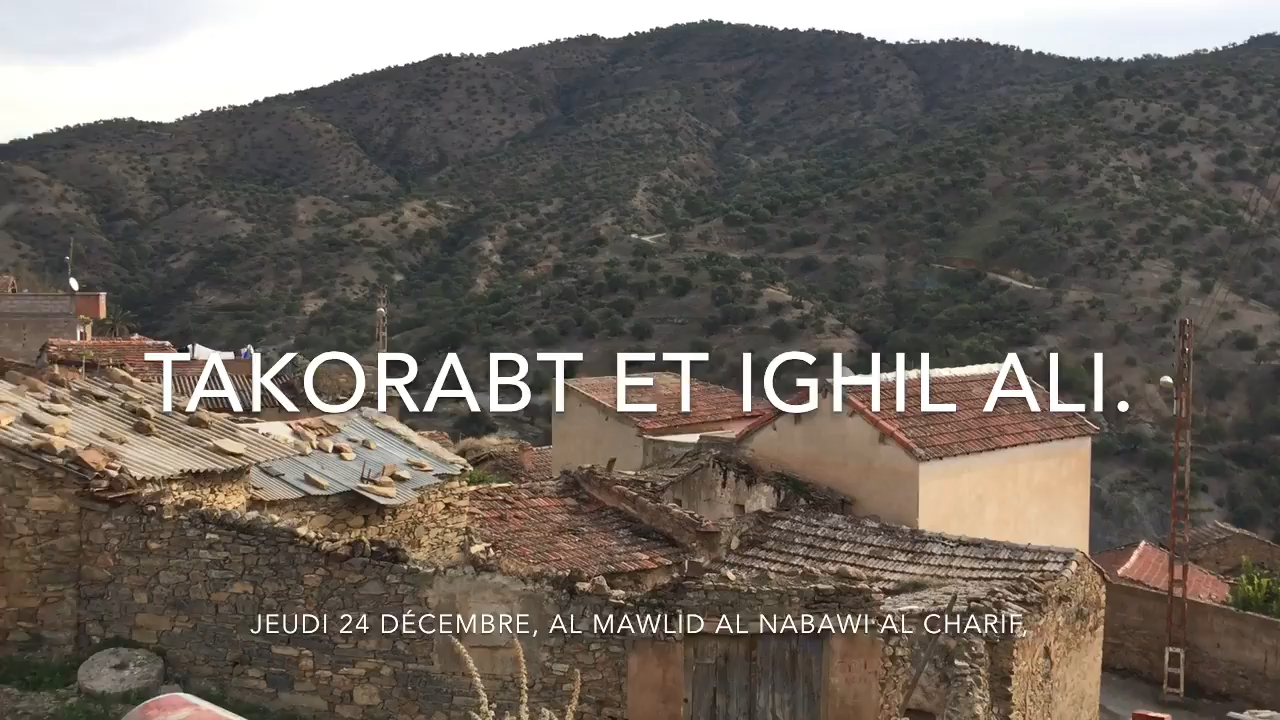 TAKORABT ET IGHIL ALI.
JEUDI 24 DÉCEMBRE, AL MAWLID AL NABAWI AL CHARIF,